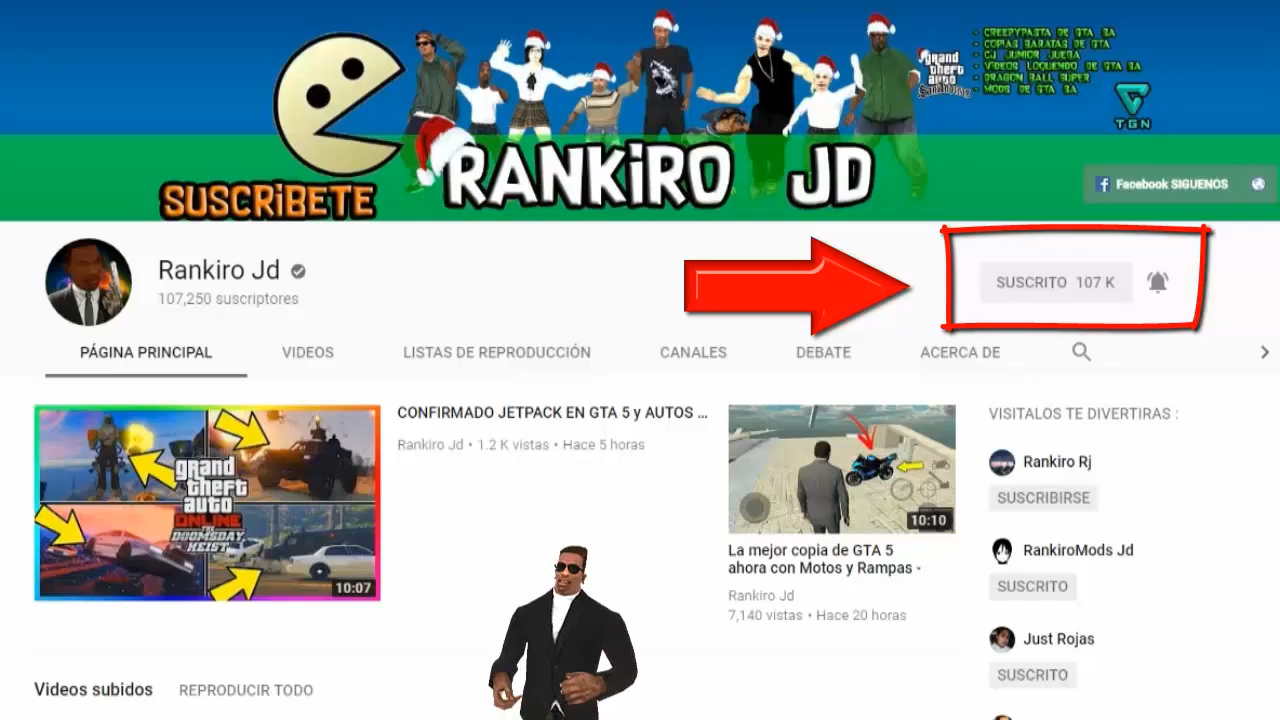 - CREEPYPASTA DE GTA SA
- COPIAS BARATAS DE GTA
- CJ JUNIOR JUEGA
- VIDEOS LOQUENDO DE GTA SA
- DRAGON BALL SUPER
- MODS DE GTA SA
grand
theft
auto
San Andreas
TGN
SUSCRiBETE
RANKiRO JD
Facebook SIGUENOS
Rankiro Jd
107,250 suscriptores
SUSCRITO 107 K
PÁGINA PRINCIPAL
VIDEOS
LISTAS DE REPRODUCCIÓN
CANALES
DEBATE
ACERCA DE
grand
theft
auto
ONLINE
THE
DOOMSDAY
HEIST
10:07
CONFIRMADO JETPACK EN GTA 5 y AUTOS ...
Rankiro Jd • 1.2 K vistas • Hace 5 horas
10:10
La mejor copia de GTA 5
ahora con Motos y Rampas -
Rankiro Jd
7,140 vistas • Hace 20 horas
VISITALOS TE DIVERTIRAS :
Rankiro Rj
SUSCRIBIRSE
RankiroMods Jd
SUSCRITO
Just Rojas
SUSCRITO
Videos subidos
REPRODUCIR TODO